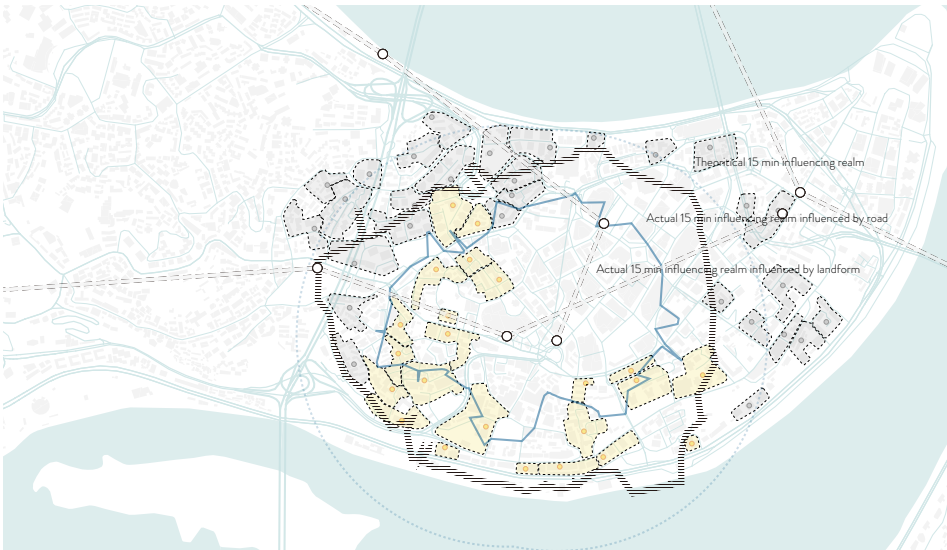 Theoritical 15 min influencing realm
Actual 15 min influencing realm influenced by road
Actual 15 min influencing realm influenced by landform